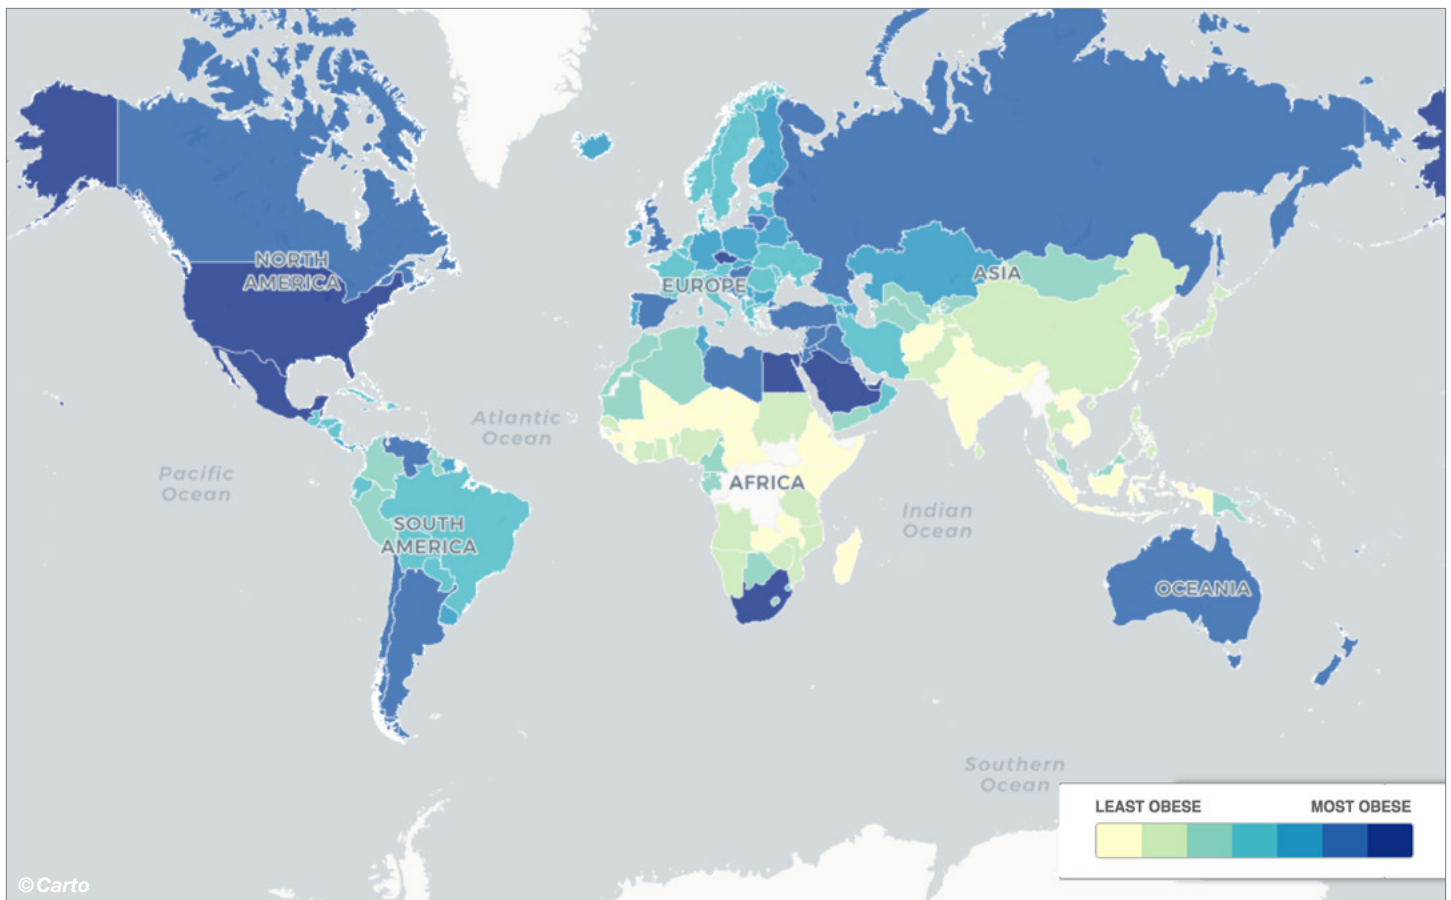 NORTH
AMERICA
EUROPE
ASIA
Atlantic
Ocean
Pacific
Ocean
AFRICA
SOUTH
AMERICA
Indian
Ocean
OCEANIA
Southern
Ocean
LEAST OBESE MOST OBESE
©Carto